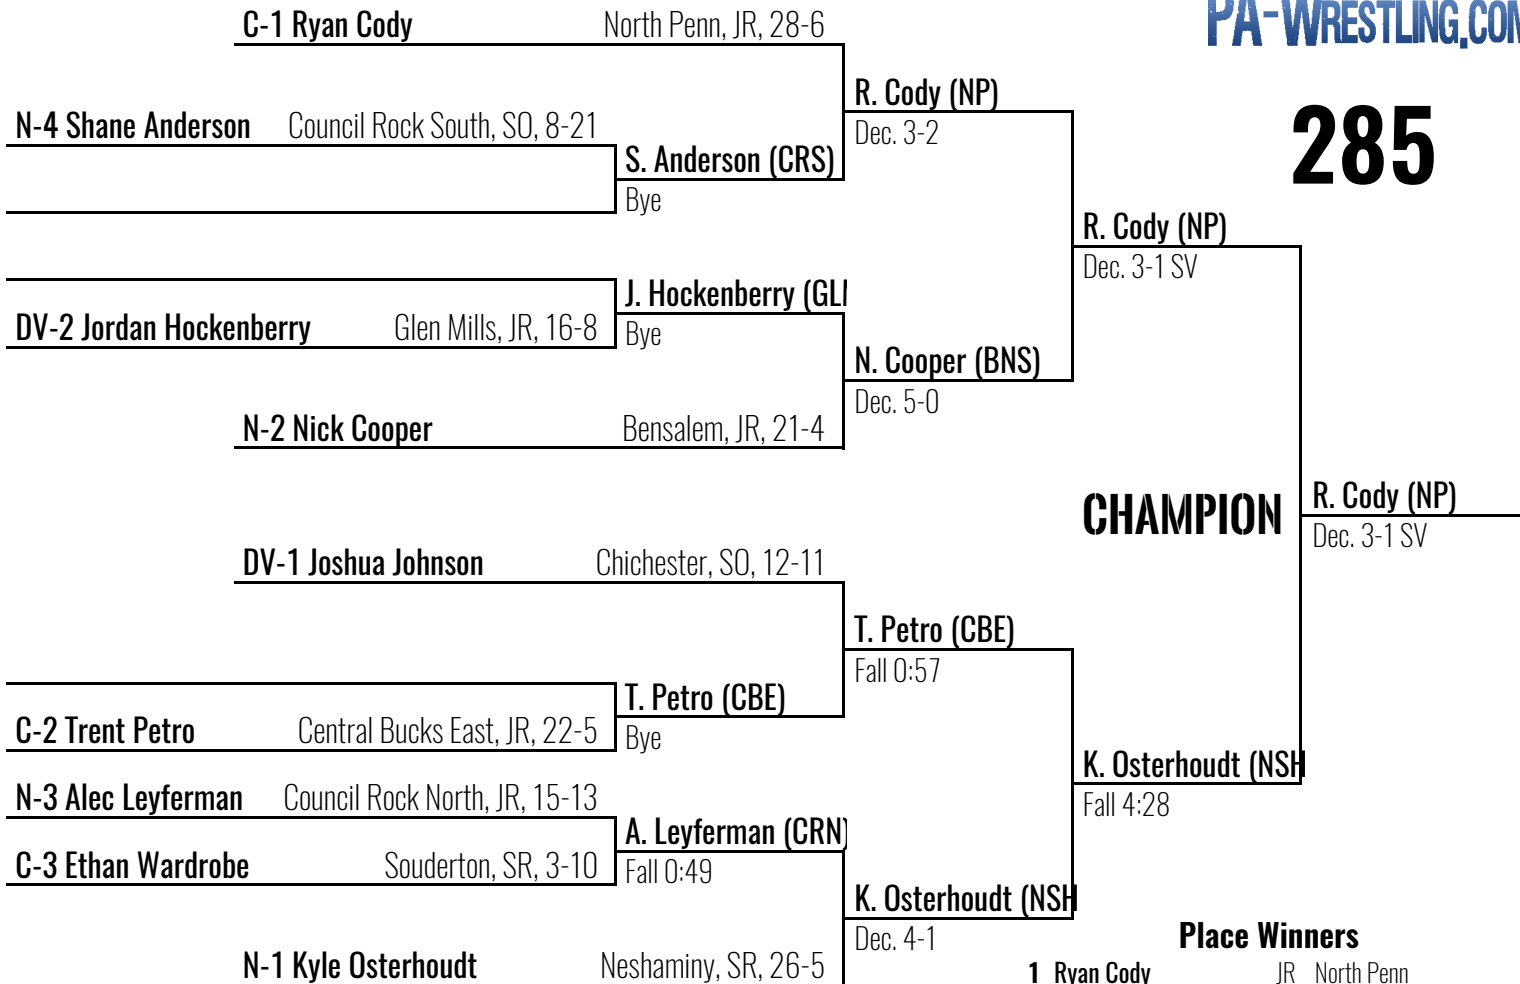 PA-WRESTLING.COM
C-1 Ryan Cody North Penn, JR, 28-6
R. Cody (NP)
Dec. 3-2
285
N-4 Shane Anderson Council Rock South, SO, 8-21
S. Anderson (CRS)
Bye
R. Cody (NP)
Dec. 3-1 SV
J. Hockenberry (GLM
Bye
DV-2 Jordan Hockenberry Glen Mills, JR, 16-8
N. Cooper (BNS)
Dec. 5-0
N-2 Nick Cooper Bensalem, JR, 21-4
CHAMPION
R. Cody (NP)
Dec. 3-1 SV
DV-1 Joshua Johnson Chichester, SO, 12-11
T. Petro (CBE)
Fall 0:57
T. Petro (CBE)
Bye
C-2 Trent Petro Central Bucks East, JR, 22-5
K. Osterhoudt (NSH
Fall 4:28
N-3 Alec Leyferman Council Rock North, JR, 15-13
A. Leyferman (CRN)
Fall 0:49
C-3 Ethan Wardrobe Souderton, SR, 3-10
K. Osterhoudt (NSH
Dec. 4-1
N-1 Kyle Osterhoudt Neshaminy, SR, 26-5
Place Winners
1 Ryan Cody JR North Penn